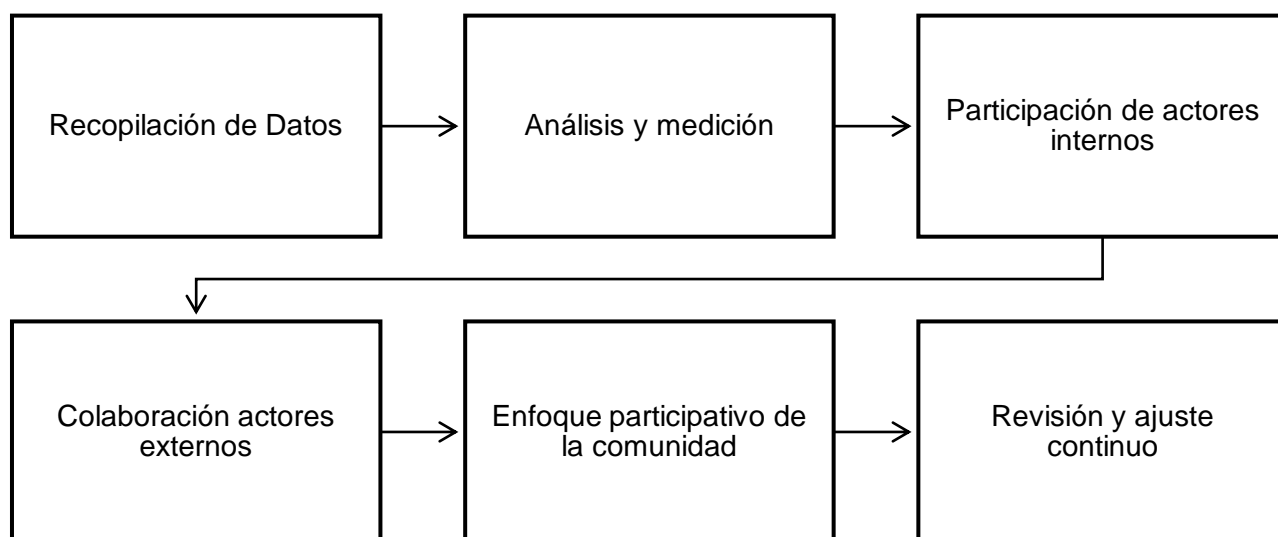 Recopilación de Datos
Análisis y medición
Participación de actores
internos
Colaboración actores
externos
Enfoque participativo de
la comunidad
Revisión y ajuste
continuo